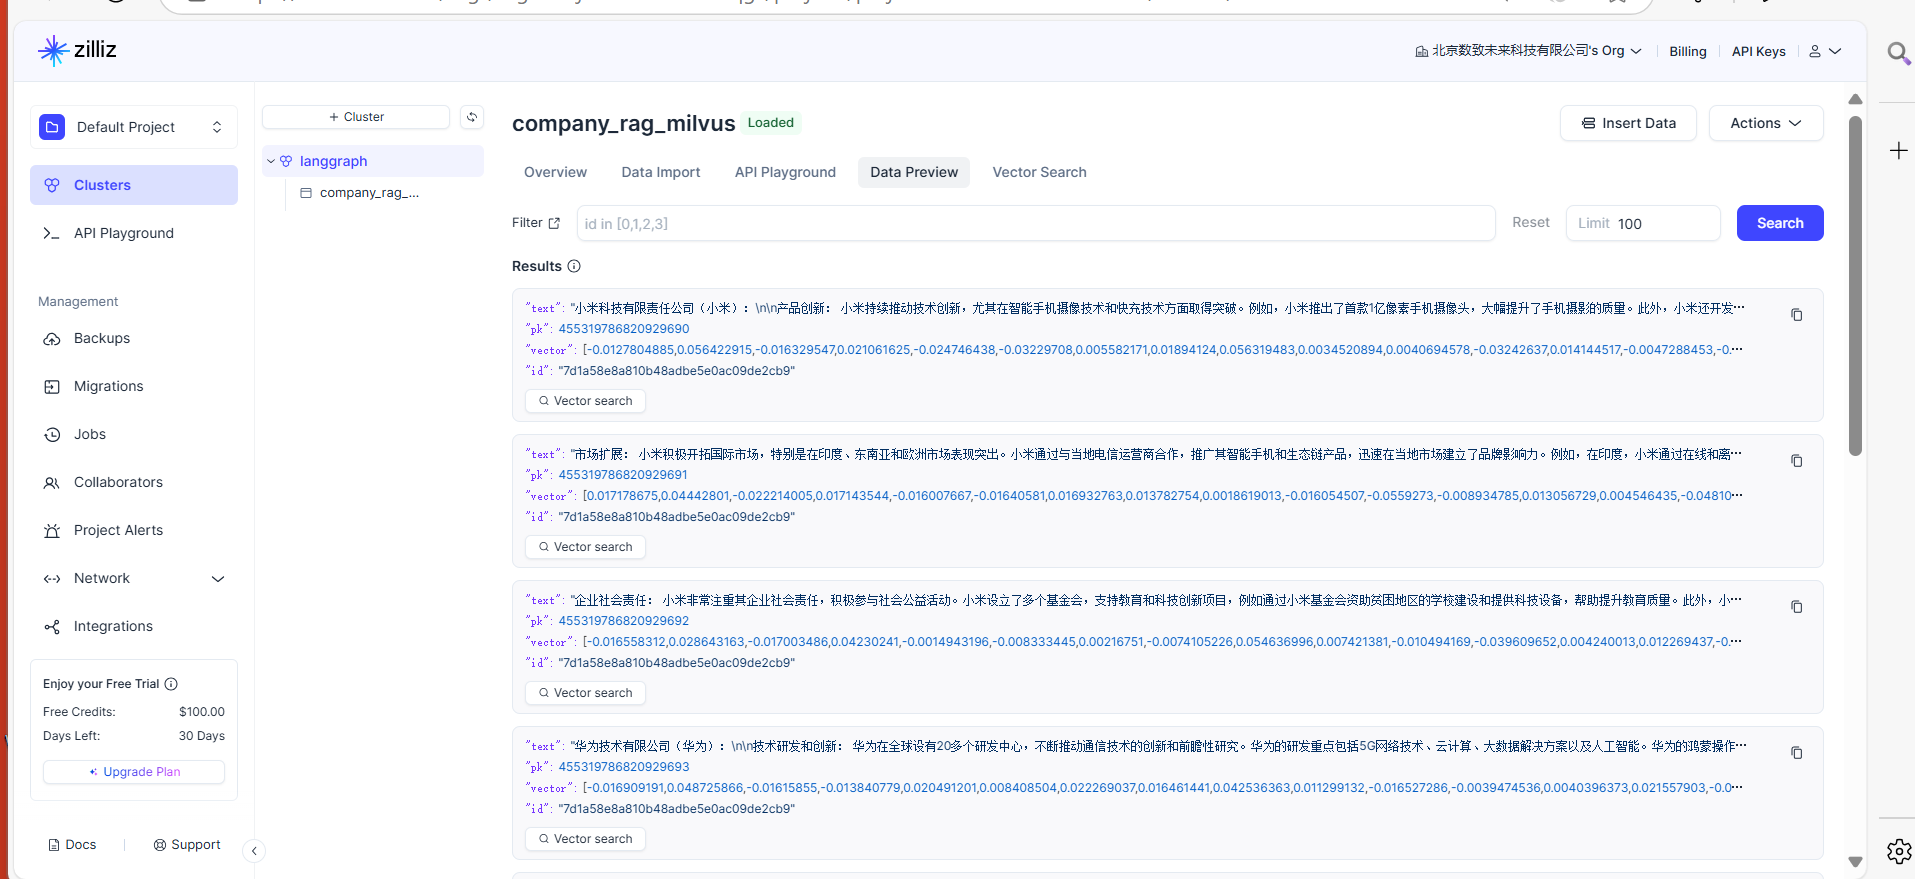 zilliz
北京数致未来科技有限公司's Org
Billing
API Keys
Default Project
Clusters
API Playground
Management
Backups
Migrations
Jobs
Collaborators
Project Alerts
Network
Integrations
Enjoy your Free Trial
Free Credits: $100.00
Days Left: 30 Days
Upgrade Plan
Docs
Support
+ Cluster
langgraph
company_rag_...
company_rag_milvus Loaded
Insert Data
Actions
Overview
Data Import
API Playground
Data Preview
Vector Search
Filter
id in [0,1,2,3]
Reset
Limit 100
Search
Results
"text": "小米科技有限责任公司（小米）：\n\n产品创新： 小米持续推动技术创新，尤其在智能手机摄像技术和快充技术方面取得突破。例如，小米推出了首款1亿像素手机摄像头，大幅提升了手机摄影的质量。此外，小米还开发···
"pk": 455319786820929690
"vector": [-0.0127804885,0.056422915,-0.016329547,0.021061625,-0.024746438,-0.03229708,0.005582171,0.01894124,0.056319483,0.0034520894,0.0040694578,-0.03242637,0.014144517,-0.0047288453,-0.···
"id": "7d1a58e8a810b48adbe5e0ac09de2cb9"
Vector search
"text": "市场扩展： 小米积极开拓国际市场，特别是在印度、东南亚和欧洲市场表现突出。小米通过与当地电信运营商合作，推广其智能手机和生态链产品，迅速在当地市场建立了品牌影响力。例如，在印度，小米通过在线和离···
"pk": 455319786820929691
"vector": [0.017178675,0.04442801,-0.022214005,0.017143544,-0.016007667,-0.01640581,0.016932763,0.013782754,0.0018619013,-0.016054507,-0.0559273,-0.008934785,0.013056729,0.004546435,-0.04810···
"id": "7d1a58e8a810b48adbe5e0ac09de2cb9"
Vector search
"text": "企业社会责任： 小米非常注重其企业社会责任，积极参与社会公益活动。小米设立了多个基金会，支持教育和科技创新项目，例如通过小米基金会资助贫困地区的学校建设和提供科技设备，帮助提升教育质量。此外，小···
"pk": 455319786820929692
"vector": [-0.016558312,0.028643163,-0.017003486,0.04230241,-0.0014943196,-0.008333445,0.00216751,-0.0074105226,0.054636996,0.007421381,-0.010494169,-0.039609652,0.004240013,0.012269437,-0.···
"id": "7d1a58e8a810b48adbe5e0ac09de2cb9"
Vector search
"text": "华为技术有限公司（华为）：\n\n技术研发和创新： 华为在全球设有20多个研发中心，不断推动通信技术的创新和前瞻性研究。华为的研发重点包括5G网络技术、云计算、大数据解决方案以及人工智能。华为的鸿蒙操作···
"pk": 455319786820929693
"vector": [-0.016909191,0.048725866,-0.01615855,-0.013840779,0.020491201,0.008408504,0.022269037,0.016461441,0.042536363,0.011299132,-0.016527286,-0.0039474536,0.0040396373,0.021557903,-0.0···
"id": "7d1a58e8a810b48adbe5e0ac09de2cb9"
Vector search